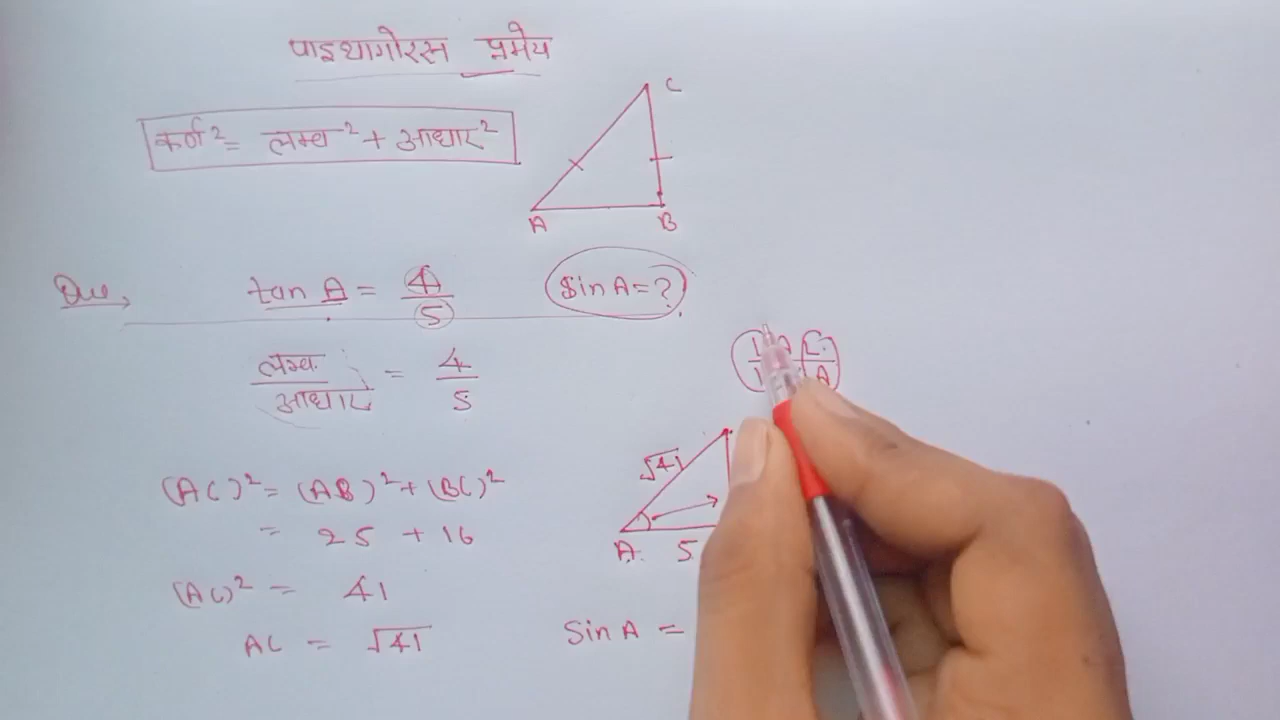 पाइथागोरस प्रमेय
कर्ण² = लम्ब² + आधार²
C
A B
Que, tan A = 4/5 sin A = ?
लम्ब/आधार = 4/5
L A
√41
(AC)² = (AB)² + (BC)²
= 25 + 16
A 5
(AC)² = 41
AC = √41
Sin A =